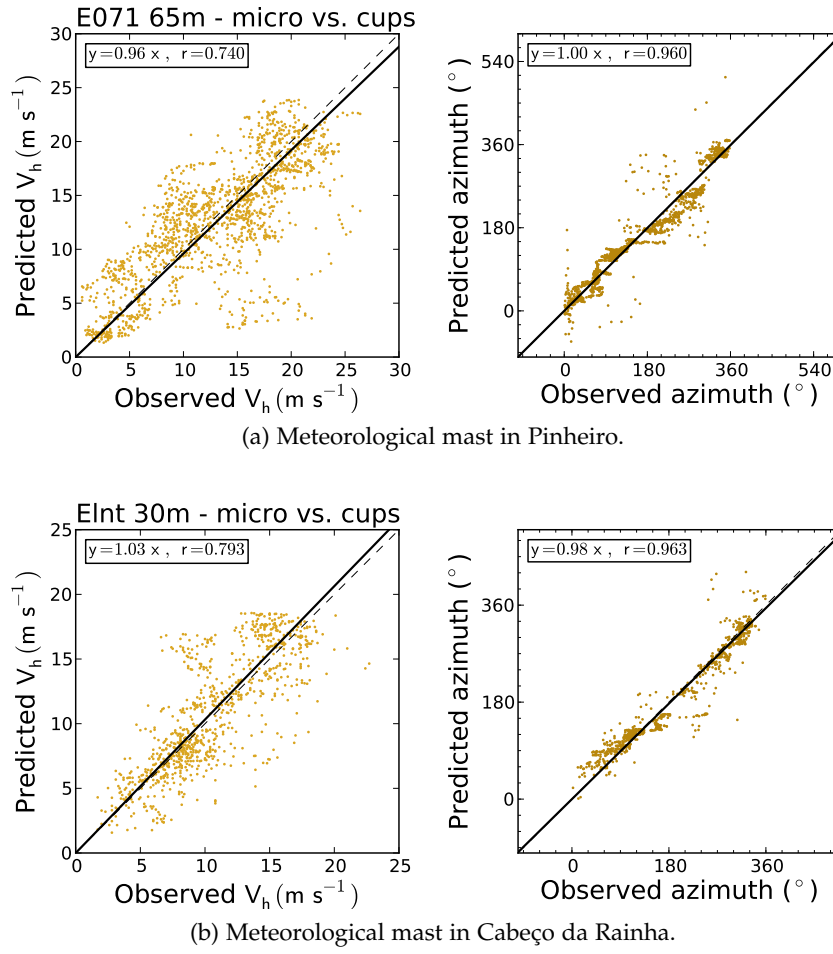 E071 65m - micro vs. cups
y=0.96 x , r=0.740
30
25
20
15
10
5
0
0 5 10 15 20 25 30
Predicted V_h (m s⁻¹)
Observed V_h (m s⁻¹)
y=1.00 x , r=0.960
540
360
180
0
0 180 360 540
Predicted azimuth (°)
Observed azimuth (°)
(a) Meteorological mast in Pinheiro.
EInt 30m - micro vs. cups
y=1.03 x , r=0.793
25
20
15
10
5
0
0 5 10 15 20 25
Predicted V_h (m s⁻¹)
Observed V_h (m s⁻¹)
y=0.98 x , r=0.963
360
180
0
0 180 360
Predicted azimuth (°)
Observed azimuth (°)
(b) Meteorological mast in Cabeço da Rainha.